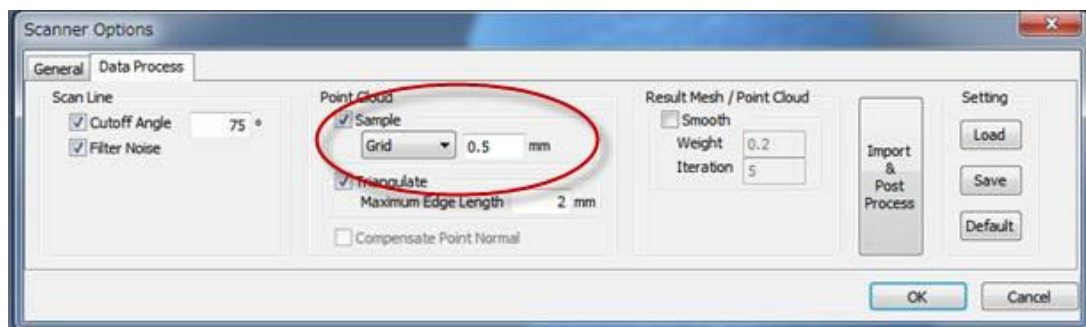 Scanner Options
General Data Process
Scan Line
Cutoff Angle 75 °
Filter Noise
Point Cloud
Sample
Grid 0.5 mm
Triangulate
Maximum Edge Length 2 mm
Compensate Point Normal
Result Mesh / Point Cloud
Smooth
Weight 0.2
Iteration 5
Import
&
Post
Process
Setting
Load
Save
Default
OK Cancel